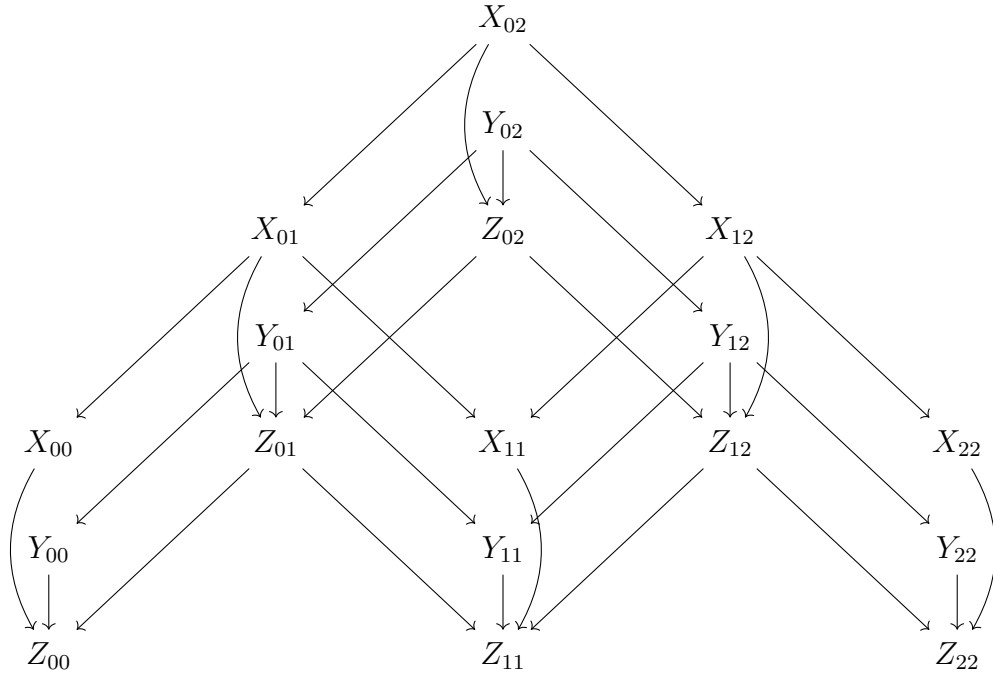 X₀₂
Y₀₂
X₀₁ Z₀₂ X₁₂
Y₀₁ Y₁₂
X₀₀ Z₀₁ X₁₁ Z₁₂ X₂₂
Y₀₀ Y₁₁ Y₂₂
Z₀₀ Z₁₁ Z₂₂